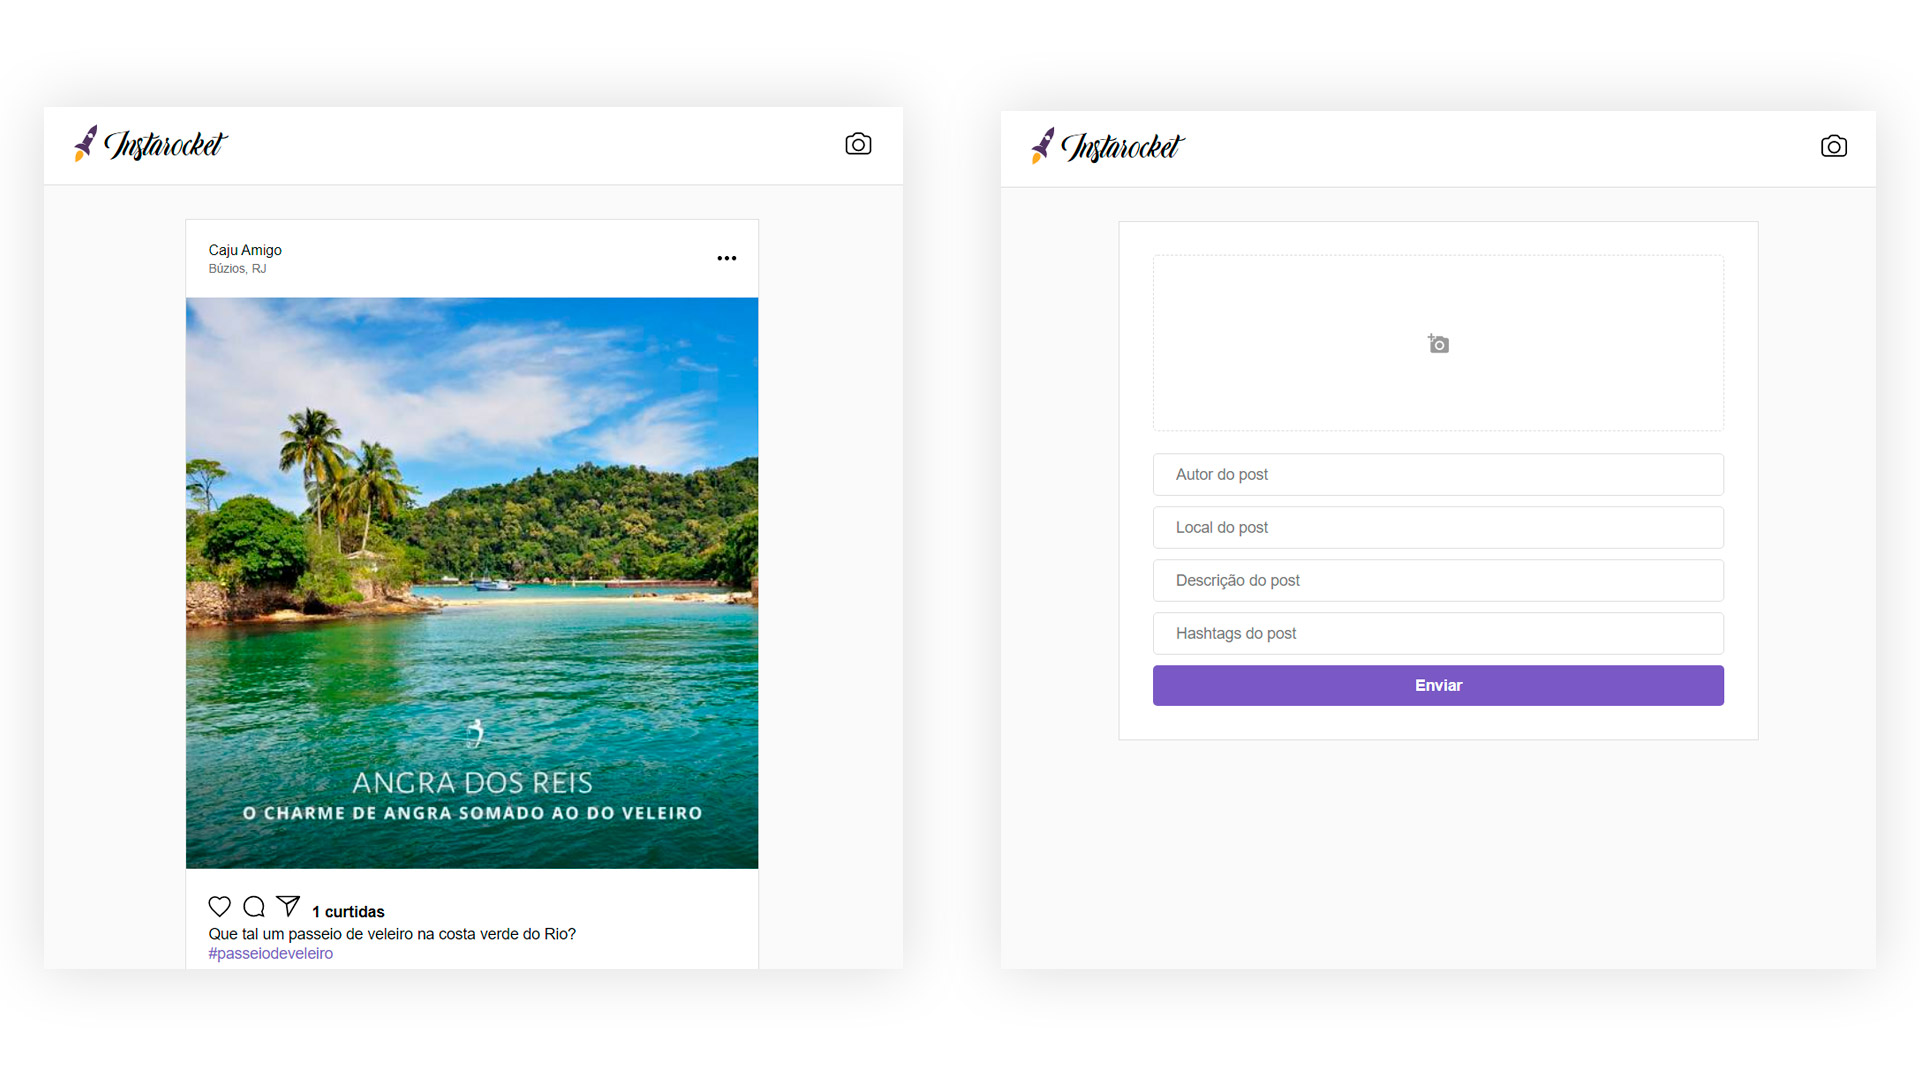 Instarocket
Caju Amigo
Búzios, RJ
ANGRA DOS REIS
O CHARME DE ANGRA SOMADO AO DO VELEIRO
1 curtidas
Que tal um passeio de veleiro na costa verde do Rio?
#passeiodeveleiro
Instarocket
Autor do post
Local do post
Descrição do post
Hashtags do post
Enviar